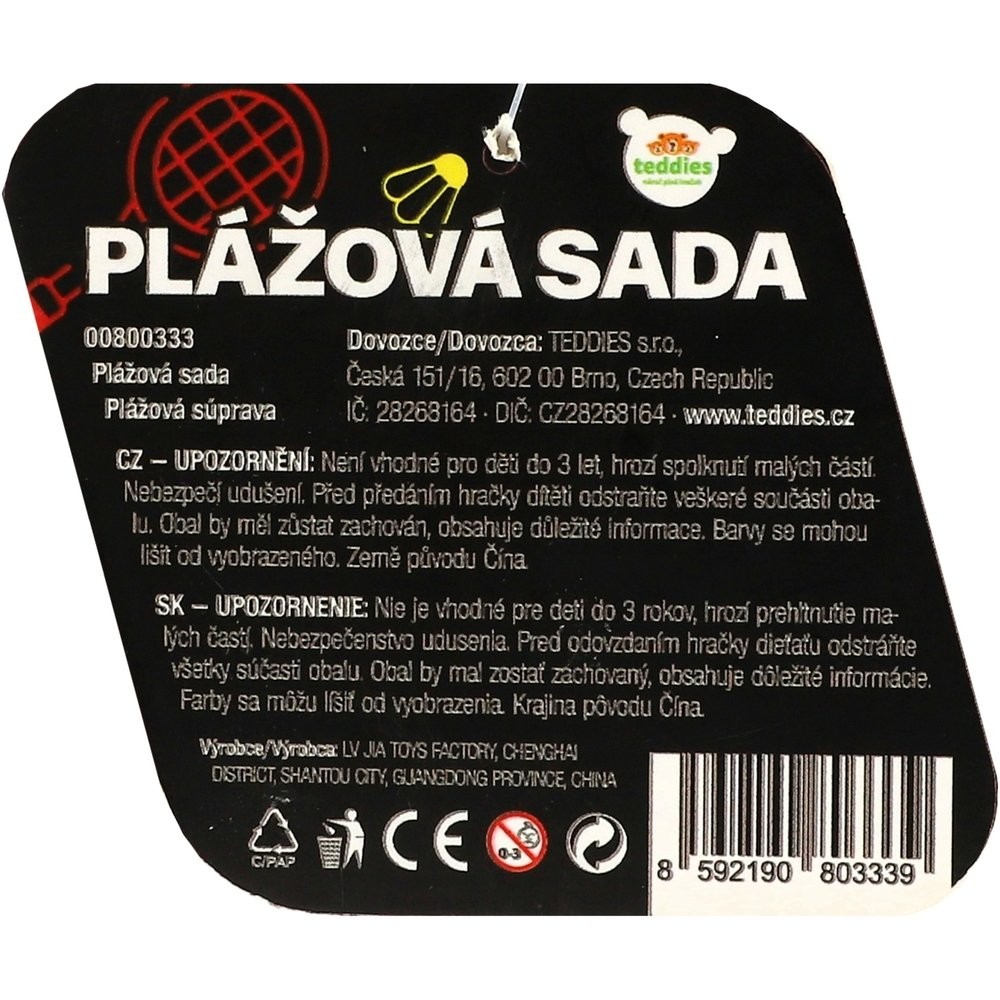 teddies
PLÁŽOVÁ SADA
00800333
Plážová sada
Plážová súprava
Dovozce/Dovozca: TEDDIES s.r.o.,
Česká 151/16, 602 00 Brno, Czech Republic
IČ: 28268164 · DIČ: CZ28268164 · www.teddies.cz
CZ – UPOZORNĚNÍ: Není vhodné pro děti do 3 let, hrozí spolknutí malých částí.
Nebezpečí udušení. Před předáním hračky dítěti odstraňte veškeré součásti oba-
lu. Obal by měl zůstat zachován, obsahuje důležité informace. Barvy se mohou
lišit od vyobrazeného. Země původu Čína.
SK – UPOZORNENIE: Nie je vhodné pre deti do 3 rokov, hrozí prehltnutie ma-
lých častí. Nebezpečenstvo udusenia. Pred odovzdaním hračky dieťaťu odstráňte
všetky súčasti obalu. Obal by mal zostať zachovaný, obsahuje dôležité informácie.
Farby sa môžu líšiť od vyobrazenia. Krajina pôvodu Čína.
Výrobce/Výrobca: LV JIA TOYS FACTORY, CHENGHAI
DISTRICT, SHANTOU CITY, GUANGDONG PROVINCE, CHINA
C/PAP
CE
0-3
8 592190 803339